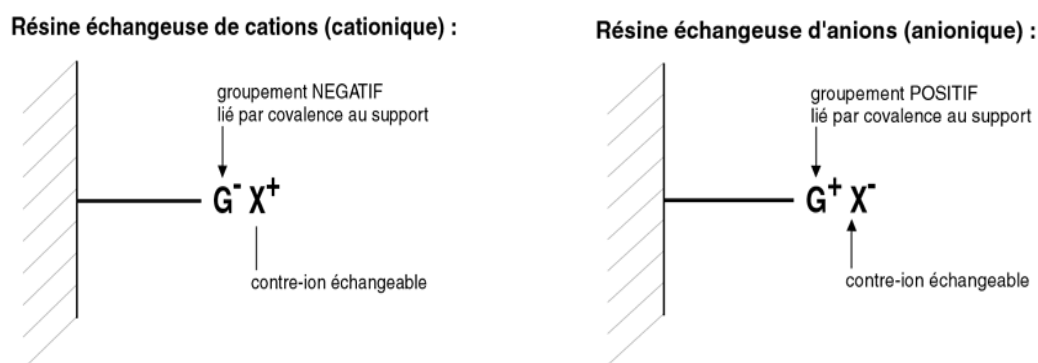 Résine échangeuse de cations (cationique) :
groupement NEGATIF
lié par covalence au support
G⁻ X⁺
contre-ion échangeable
Résine échangeuse d'anions (anionique) :
groupement POSITIF
lié par covalence au support
G⁺ X⁻
contre-ion échangeable